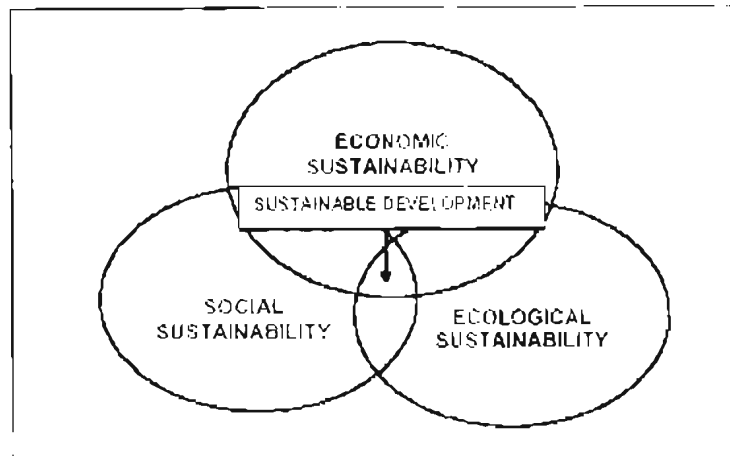 ECONOMIC
SUSTAINABILITY
SUSTAINABLE DEVELOPMENT
SOCIAL
SUSTAINABILITY
ECOLOGICAL
SUSTAINABILITY